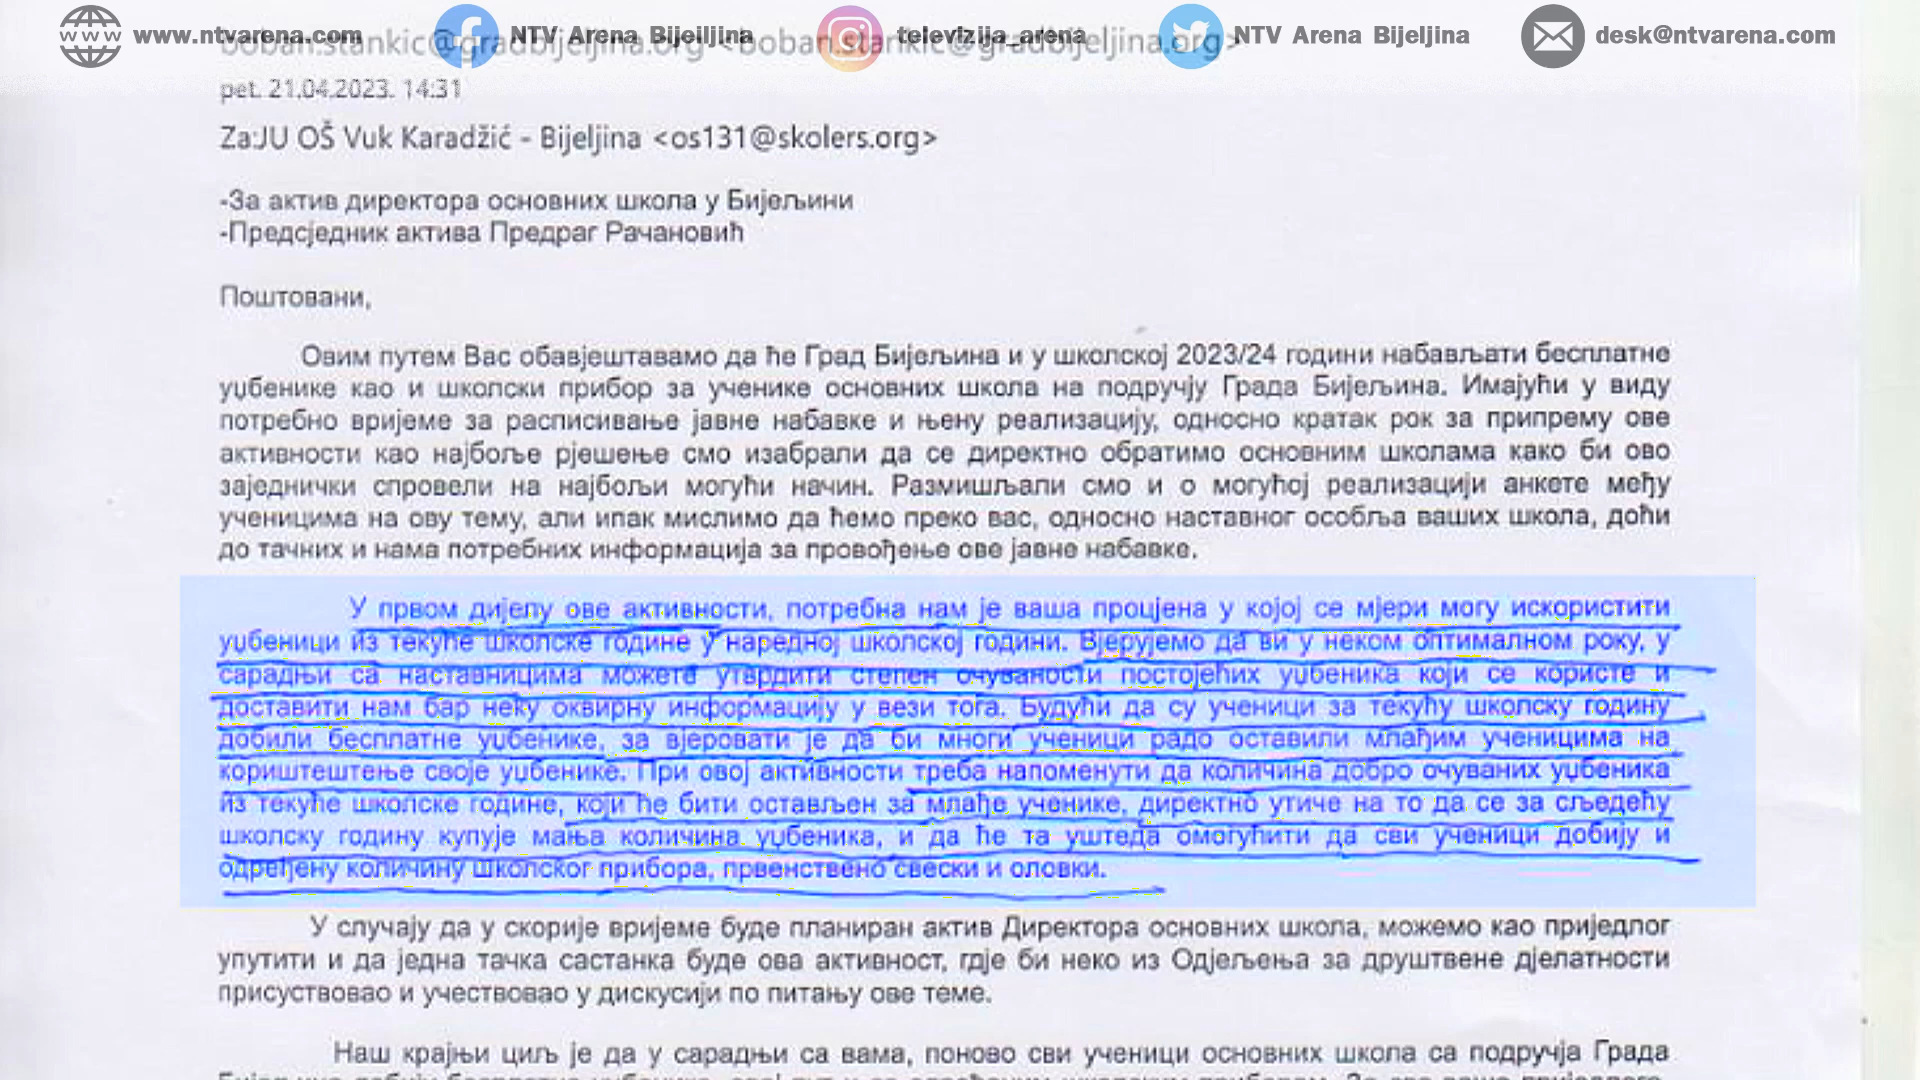 www.ntvarena.com NTV Arena Bijeljina televizija_arena NTV Arena Bijeljina desk@ntvarena.com
boban.stankic@gradbijeljina.org <boban.stankic@gradbijeljina.org>
pet. 21.04.2023. 14:31
Za:JU OŠ Vuk Karadžić - Bijeljina <os131@skolers.org>
-За актив директора основних школа у Бијељини
-Предсједник актива Предраг Рачановић
Поштовани,
Овим путем Вас обавјештавамо да ће Град Бијељина и у школској 2023/24 години набављати бесплатне
уџбенике као и школски прибор за ученике основних школа на подручју Града Бијељина. Имајући у виду
потребно вријеме за расписивање јавне набавке и њену реализацију, односно кратак рок за припрему ове
активности као најбоље рјешење смо изабрали да се директно обратимо основним школама како би ово
заједнички спровели на најбољи могући начин. Размишљали смо и о могућој реализацији анкете међу
ученицима на ову тему, али ипак мислимо да ћемо преко вас, односно наставног особља ваших школа, доћи
до тачних и нама потребних информација за провођење ове јавне набавке.
У првом дијелу ове активности, потребна нам је ваша процјена у којој се мјери могу искористити
уџбеници из текуће школске године у наредној школској години. Вјерујемо да ви у неком оптималном року, у
сарадњи са наставницима можете утврдити степен очуваности постојећих уџбеника који се користе и
доставити нам бар неку оквирну информацију у вези тога. Будући да су ученици за текућу школску годину
добили бесплатне уџбенике, за вјеровати је да би многи ученици радо оставили млађим ученицима на
кориштештење своје уџбенике. При овој активности треба напоменути да количина добро очуваних уџбеника
из текуће школске године, који ће бити остављен за млађе ученике, директно утиче на то да се за сљедећу
школску годину купује мања количина уџбеника, и да ће та уштеда омогућити да сви ученици добију и
одређену количину школског прибора, првенствено свески и оловки.
У случају да у скорије вријеме буде планиран актив Директора основних школа, можемо као приједлог
упутити и да једна тачка састанка буде ова активност, гдје би неко из Одјељења за друштвене дјелатности
присуствовао и учествовао у дискусији по питању ове теме.
Наш крајњи циљ је да у сарадњи са вама, поново сви ученици основних школа са подручја Града